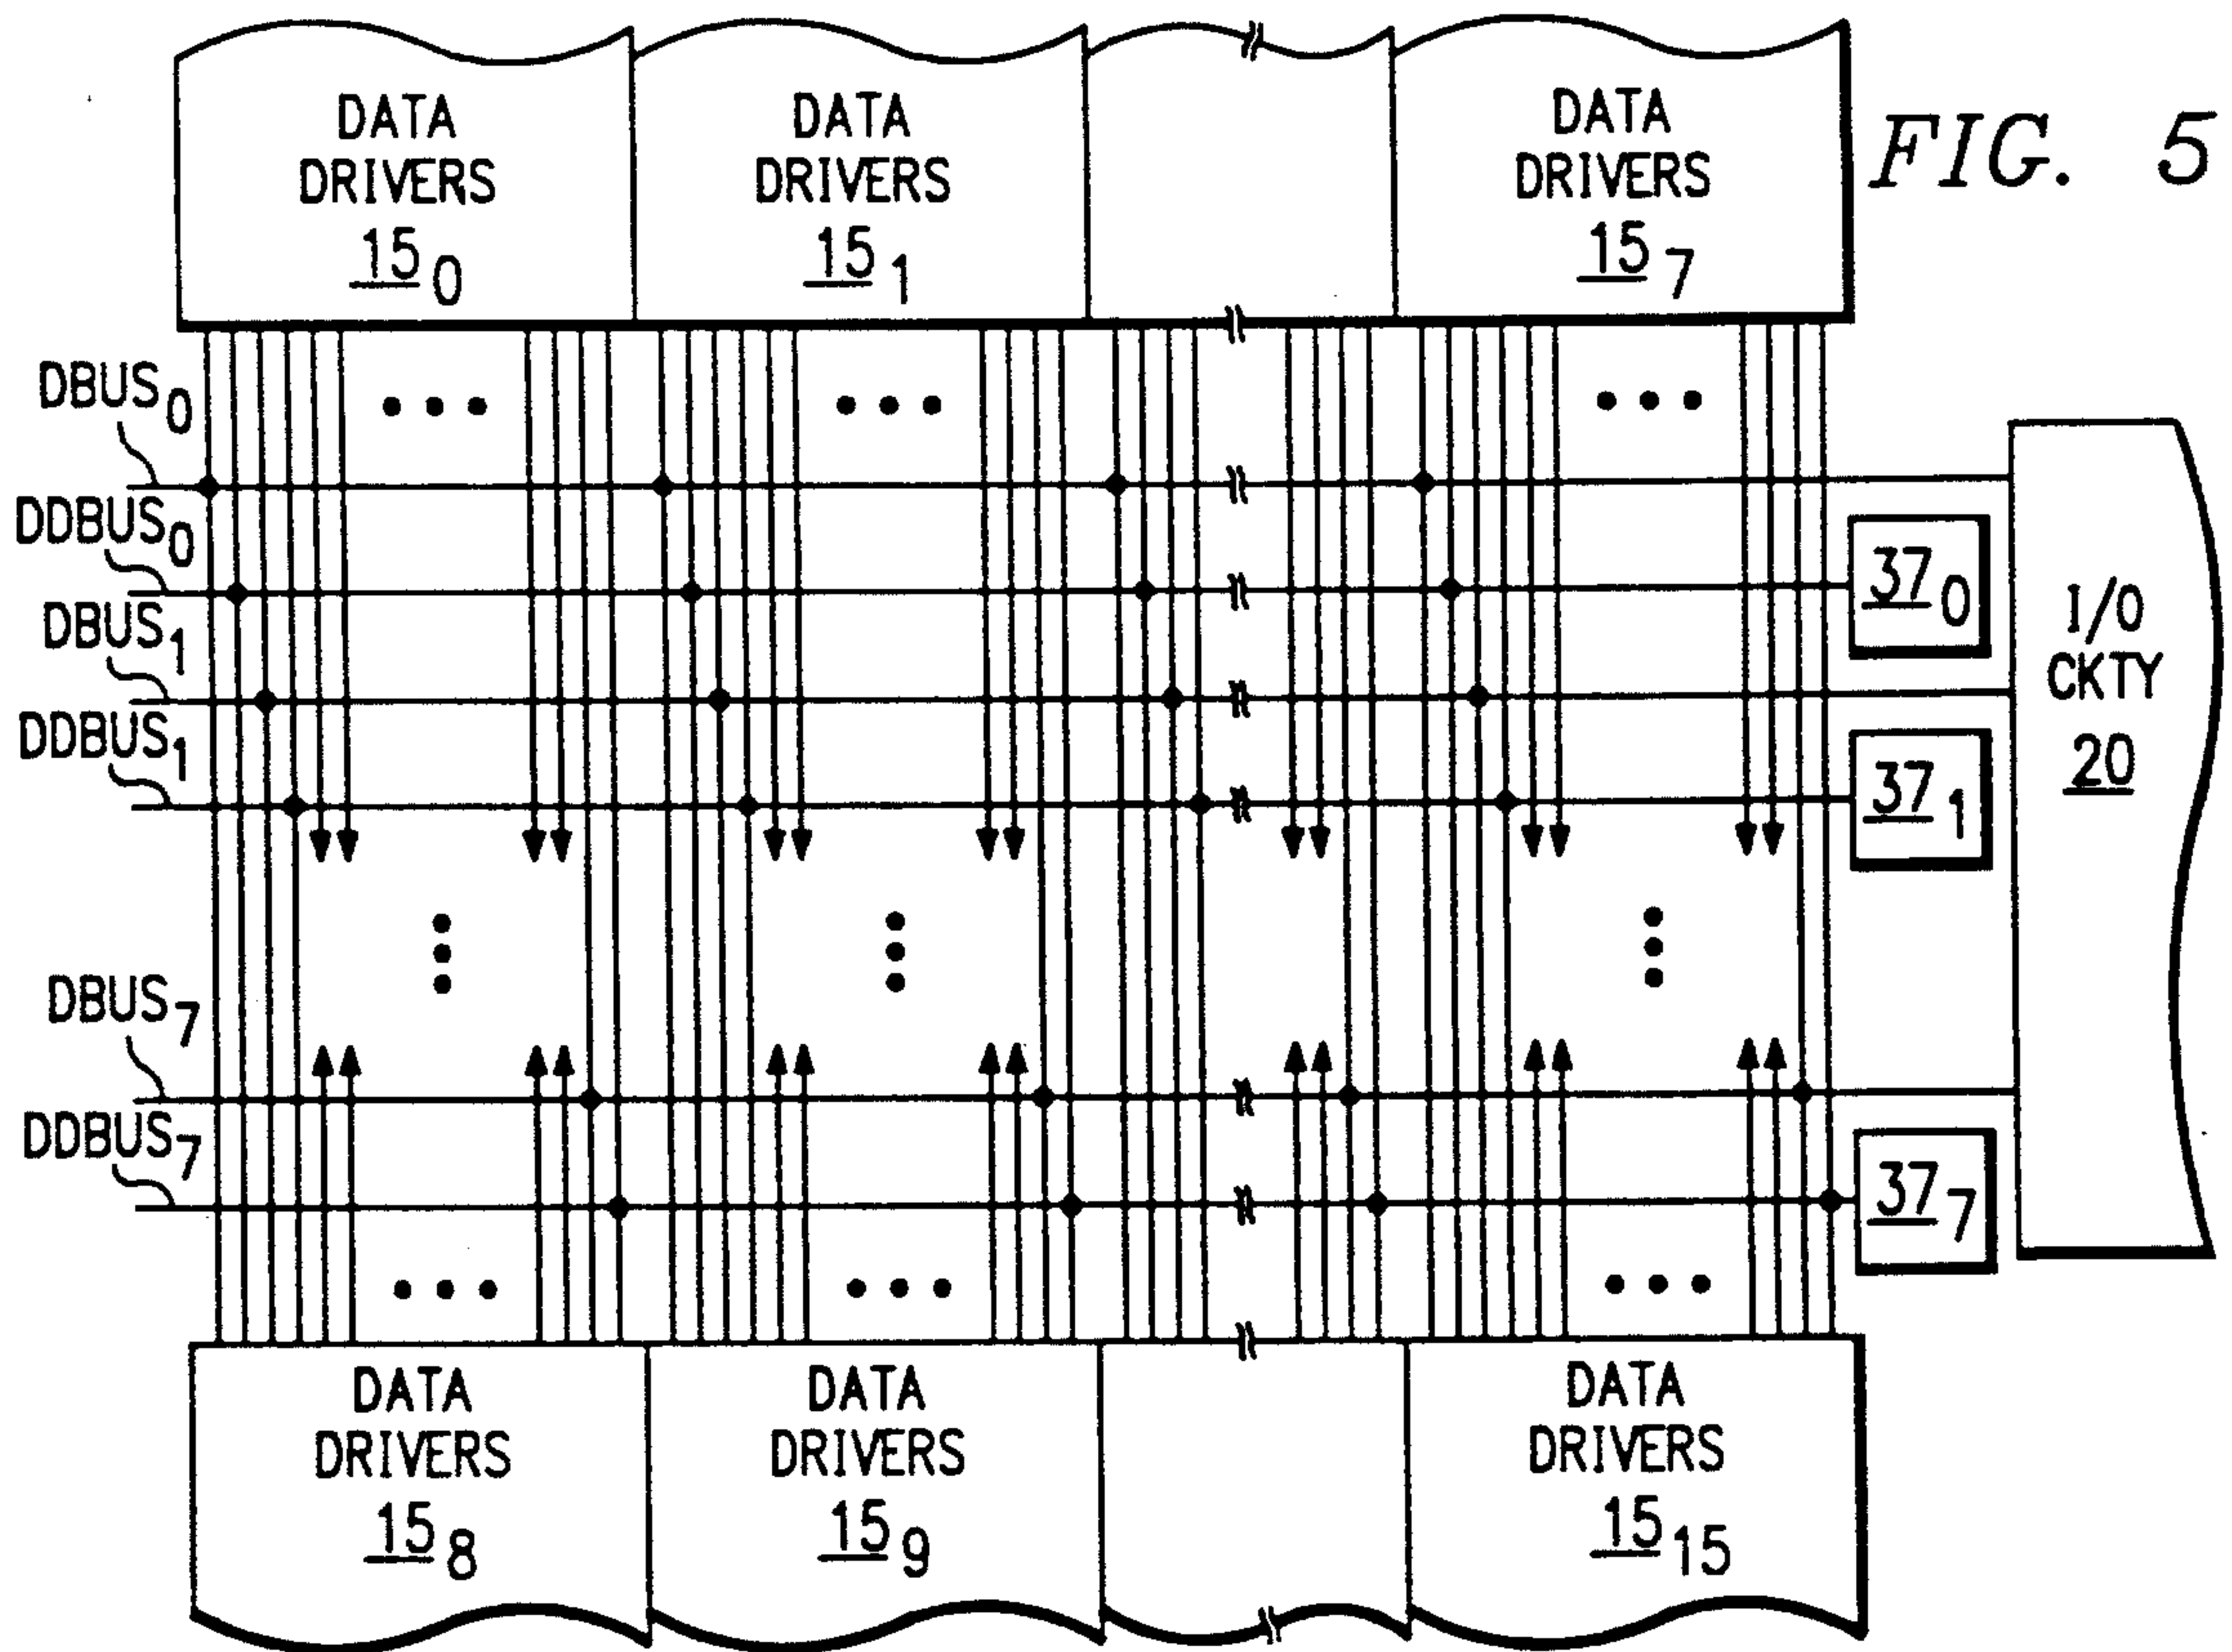 DATA
DRIVERS
15 0
DATA
DRIVERS
15 1
DATA
DRIVERS
15 7
FIG. 5
DBUS0
DDBUS0
DBUS1
DDBUS1
DBUS7
DDBUS7
37 0
37 1
37 7
I/O
CKTY
20
DATA
DRIVERS
15 8
DATA
DRIVERS
15 9
DATA
DRIVERS
15 15